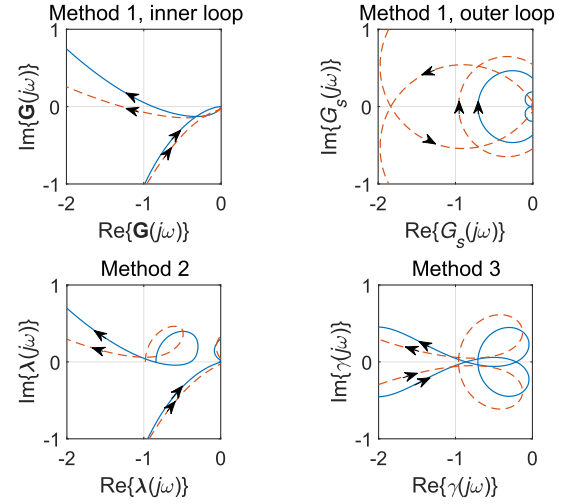 Method 1, inner loop
Im{G(jω)}
1
0
-1
-2
-1
0
Re{G(jω)}
Method 1, outer loop
Im{G_s(jω)}
1
0
-1
-2
-1
0
Re{G_s(jω)}
Method 2
Im{λ(jω)}
1
0
-1
-2
-1
0
Re{λ(jω)}
Method 3
Im{γ(jω)}
1
0
-1
-2
-1
0
Re{γ(jω)}